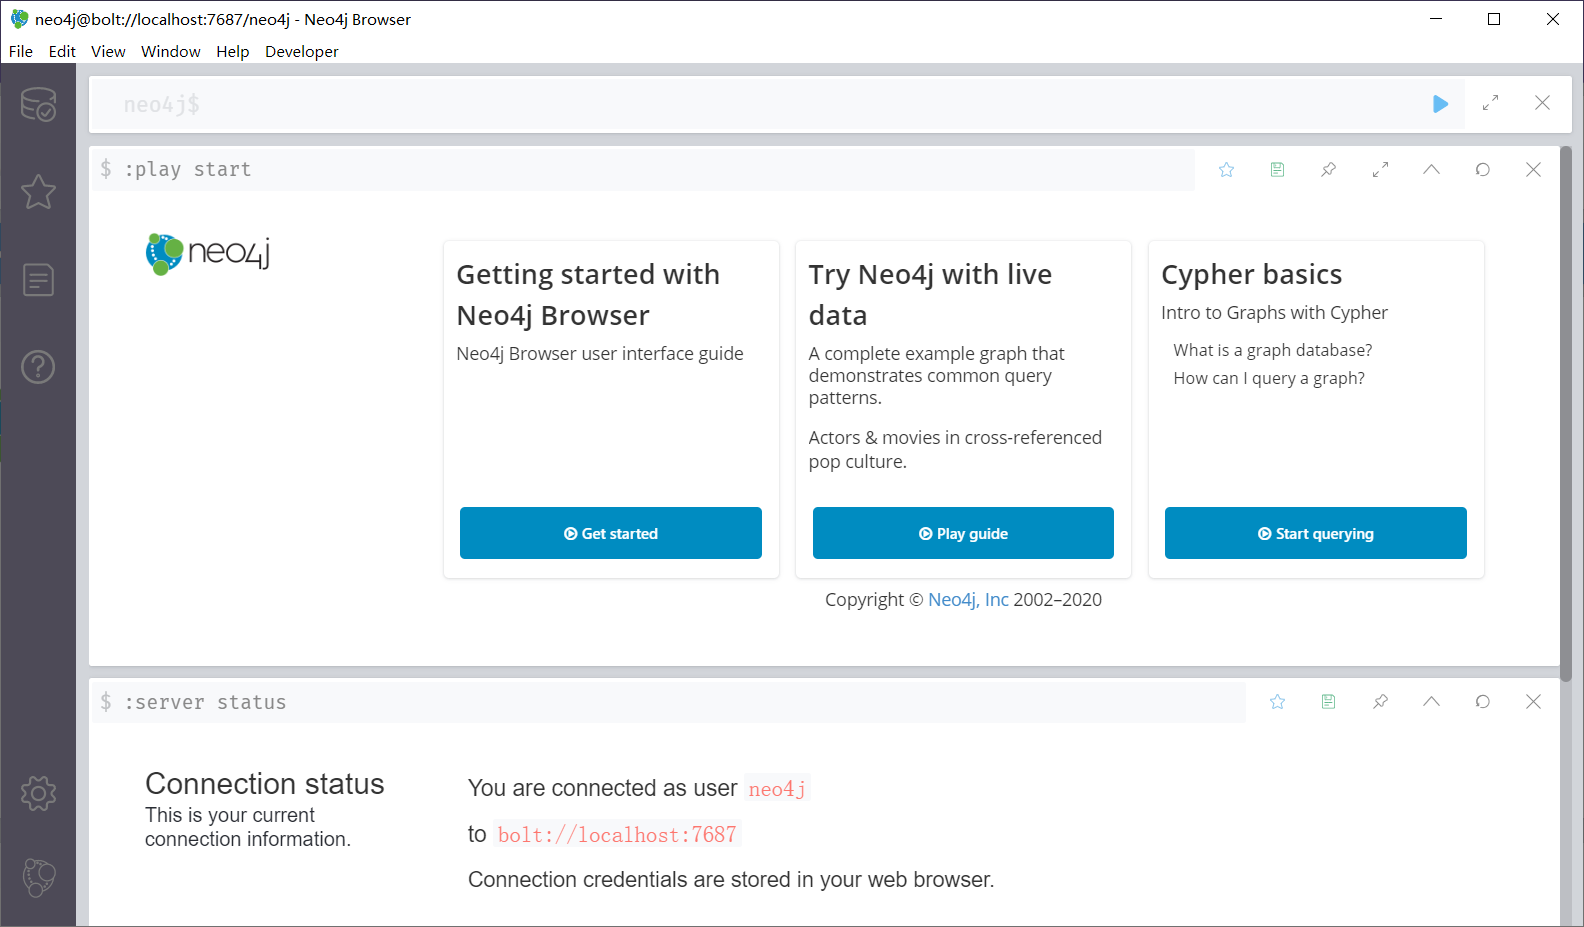 neo4j@bolt://localhost:7687/neo4j - Neo4j Browser
File Edit View Window Help Developer
neo4j$
$ :play start
neo4j
Getting started with
Neo4j Browser
Neo4j Browser user interface guide
Get started
Try Neo4j with live
data
A complete example graph that
demonstrates common query
patterns.
Actors & movies in cross-referenced
pop culture.
Play guide
Cypher basics
Intro to Graphs with Cypher
What is a graph database?
How can I query a graph?
Start querying
Copyright © Neo4j, Inc 2002–2020
$ :server status
Connection status
This is your current
connection information.
You are connected as user neo4j
to bolt://localhost:7687
Connection credentials are stored in your web browser.